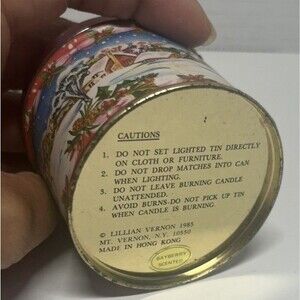 CAUTIONS
1. DO NOT SET LIGHTED TIN DIRECTLY
ON CLOTH OR FURNITURE.
2. DO NOT DROP MATCHES INTO CAN
WHEN LIGHTING.
3. DO NOT LEAVE BURNING CANDLE
UNATTENDED.
4. AVOID BURNS-DO NOT PICK UP TIN
WHEN CANDLE IS BURNING
© LILLIAN VERNON 1985
MT. VERNON, N.Y. 10550
MADE IN HONG KONG
BAYBERRY
SCENTED